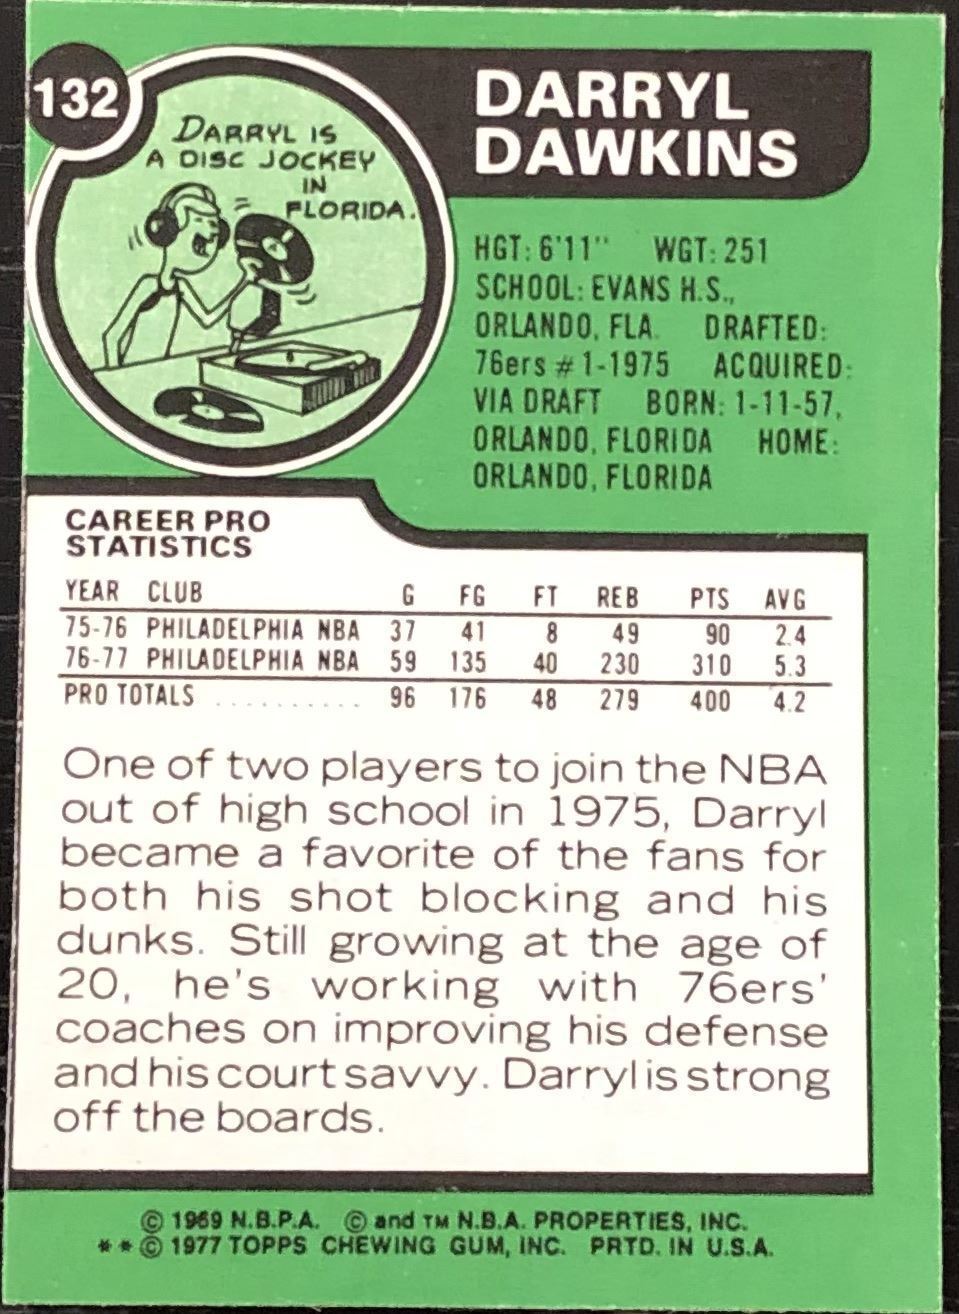 132
DARRYL
DAWKINS
DARRYL IS
A DISC JOCKEY
IN
FLORIDA.
HGT: 6'11" WGT: 251
SCHOOL: EVANS H.S.,
ORLANDO, FLA. DRAFTED:
76ers #1-1975 ACQUIRED:
VIA DRAFT BORN: 1-11-57,
ORLANDO, FLORIDA HOME:
ORLANDO, FLORIDA
CAREER PRO
STATISTICS
YEAR CLUB G FG FT REB PTS AVG
75-76 PHILADELPHIA NBA 37 41 8 49 90 2.4
76-77 PHILADELPHIA NBA 59 135 40 230 310 5.3
PRO TOTALS .......... 96 176 48 279 400 4.2
One of two players to join the NBA
out of high school in 1975, Darryl
became a favorite of the fans for
both his shot blocking and his
dunks. Still growing at the age of
20, he's working with 76ers'
coaches on improving his defense
and his court savvy. Darryl is strong
off the boards.
© 1969 N.B.P.A. © and TM N.B.A. PROPERTIES, INC.
**© 1977 TOPPS CHEWING GUM, INC. PRTD. IN U.S.A.